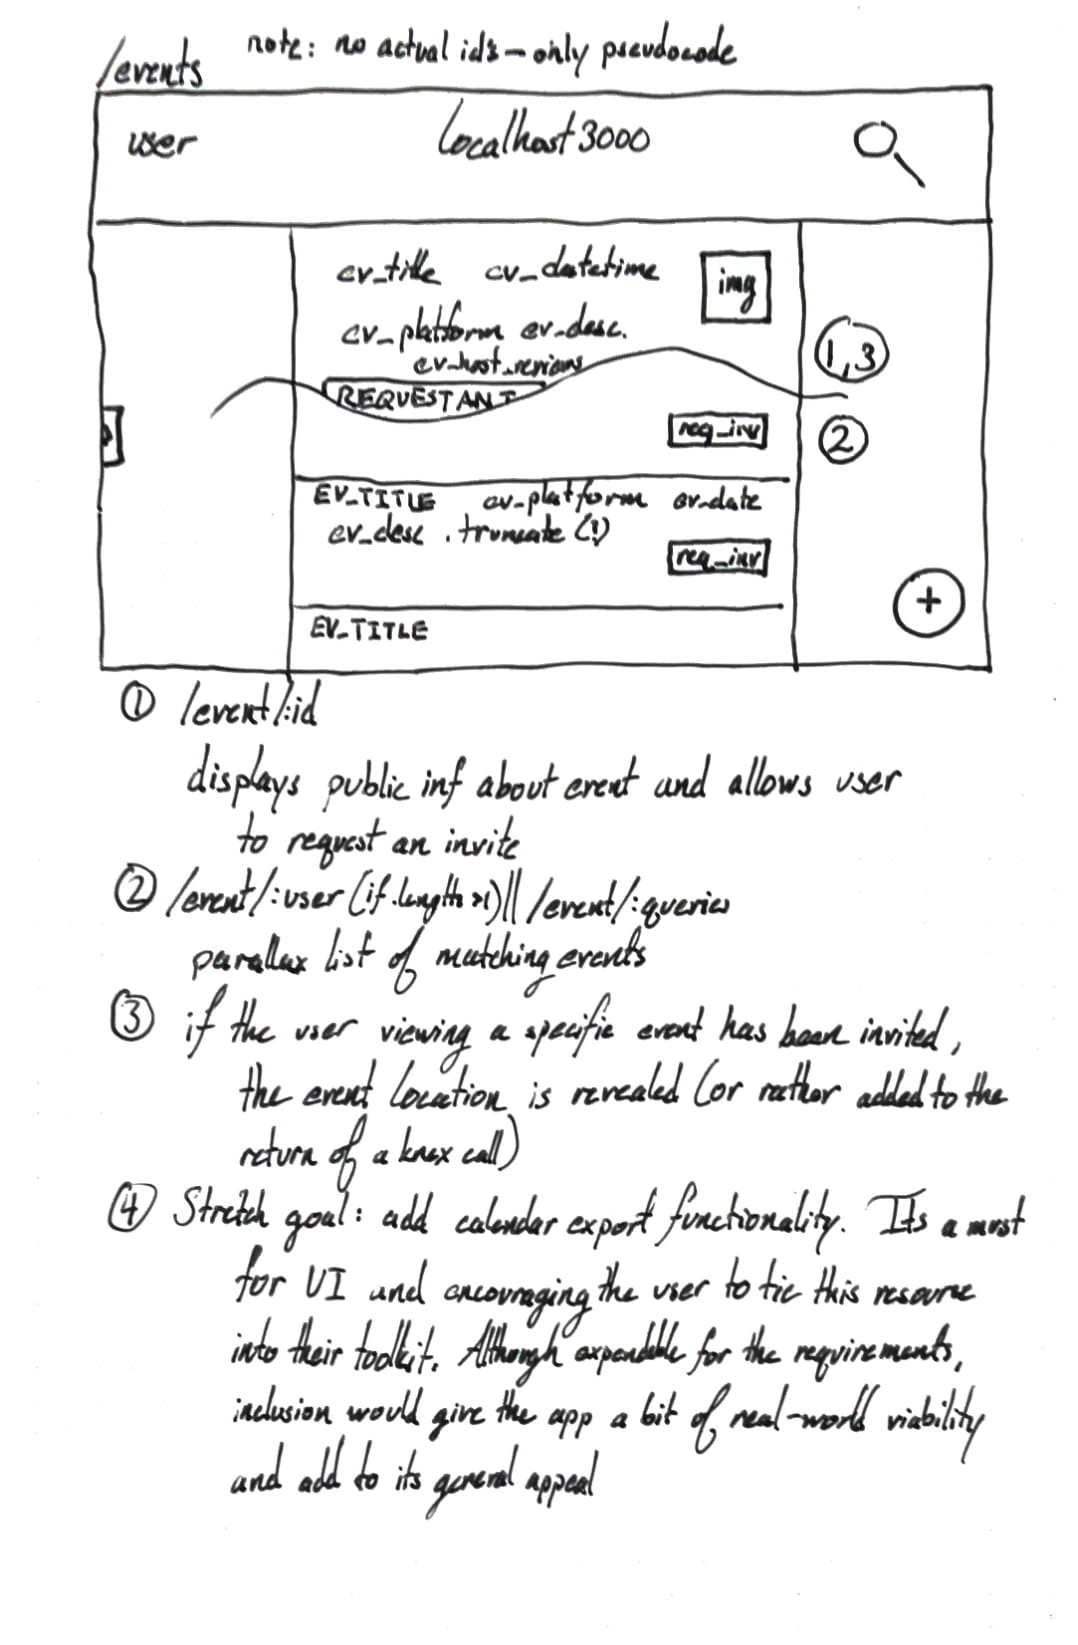 note: no actual id's – only pseudocode
/events
user localhost 3000
ev_title ev_datetime img
ev_platform ev_desc.
ev_host_reviews
1,3
REQUEST AN I
req_inv
2
EV_TITLE ev_platform ev_date
ev_desc . truncate (!)
req_inv
+
EV_TITLE
① /event/:id
displays public inf about event and allows user
to request an invite
② /event/:user (if .length >1) || /event/:queries
parallax list of matching events
③ if the user viewing a specific event has been invited,
the event location is revealed (or rather added to the
return of a knex call)
④ Stretch goal: add calendar export functionality. Its a must
for UI and encouraging the user to tie this resourse
into their toolkit. Although expendable for the requirements,
inclusion would give the app a bit of real-world viability
and add to its general appeal